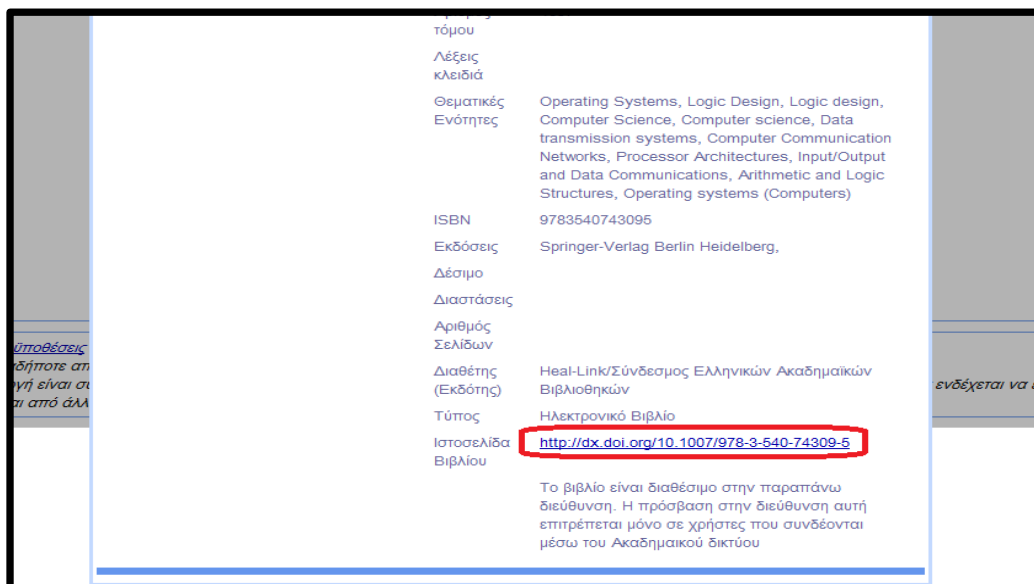 τόμου
Λέξεις
κλειδιά
Θεματικές Operating Systems, Logic Design, Logic design,
Ενότητες Computer Science, Computer science, Data
transmission systems, Computer Communication
Networks, Processor Architectures, Input/Output
and Data Communications, Arithmetic and Logic
Structures, Operating systems (Computers)
ISBN 9783540743095
Εκδόσεις Springer-Verlag Berlin Heidelberg,
Δέσιμο
Διαστάσεις
Αριθμός
Σελίδων
Διαθέτης Heal-Link/Σύνδεσμος Ελληνικών Ακαδημαϊκών
(Εκδότης) Βιβλιοθηκών
Τύπος Ηλεκτρονικό Βιβλίο
Ιστοσελίδα http://dx.doi.org/10.1007/978-3-540-74309-5
Βιβλίου
Το βιβλίο είναι διαθέσιμο στην παραπάνω
διεύθυνση. Η πρόσβαση στην διεύθυνση αυτή
επιτρέπεται μόνο σε χρήστες που συνδέονται
μέσω του Ακαδημαικού δικτύου
ϋποθέσεις
είναι
ενδέχεται να
από